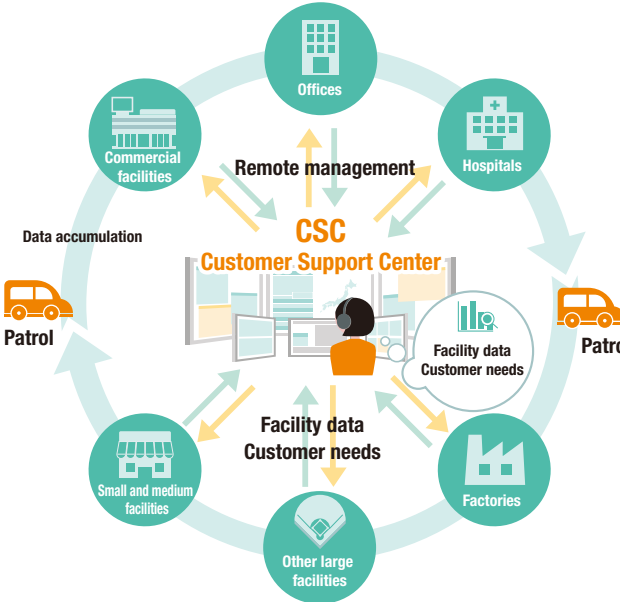 Offices
Commercial
facilities
Hospitals
Remote management
CSC
Customer Support Center
Data accumulation
Patrol
Facility data
Customer needs
Patro
Facility data
Customer needs
Small and medium
facilities
Factories
Other large
facilities